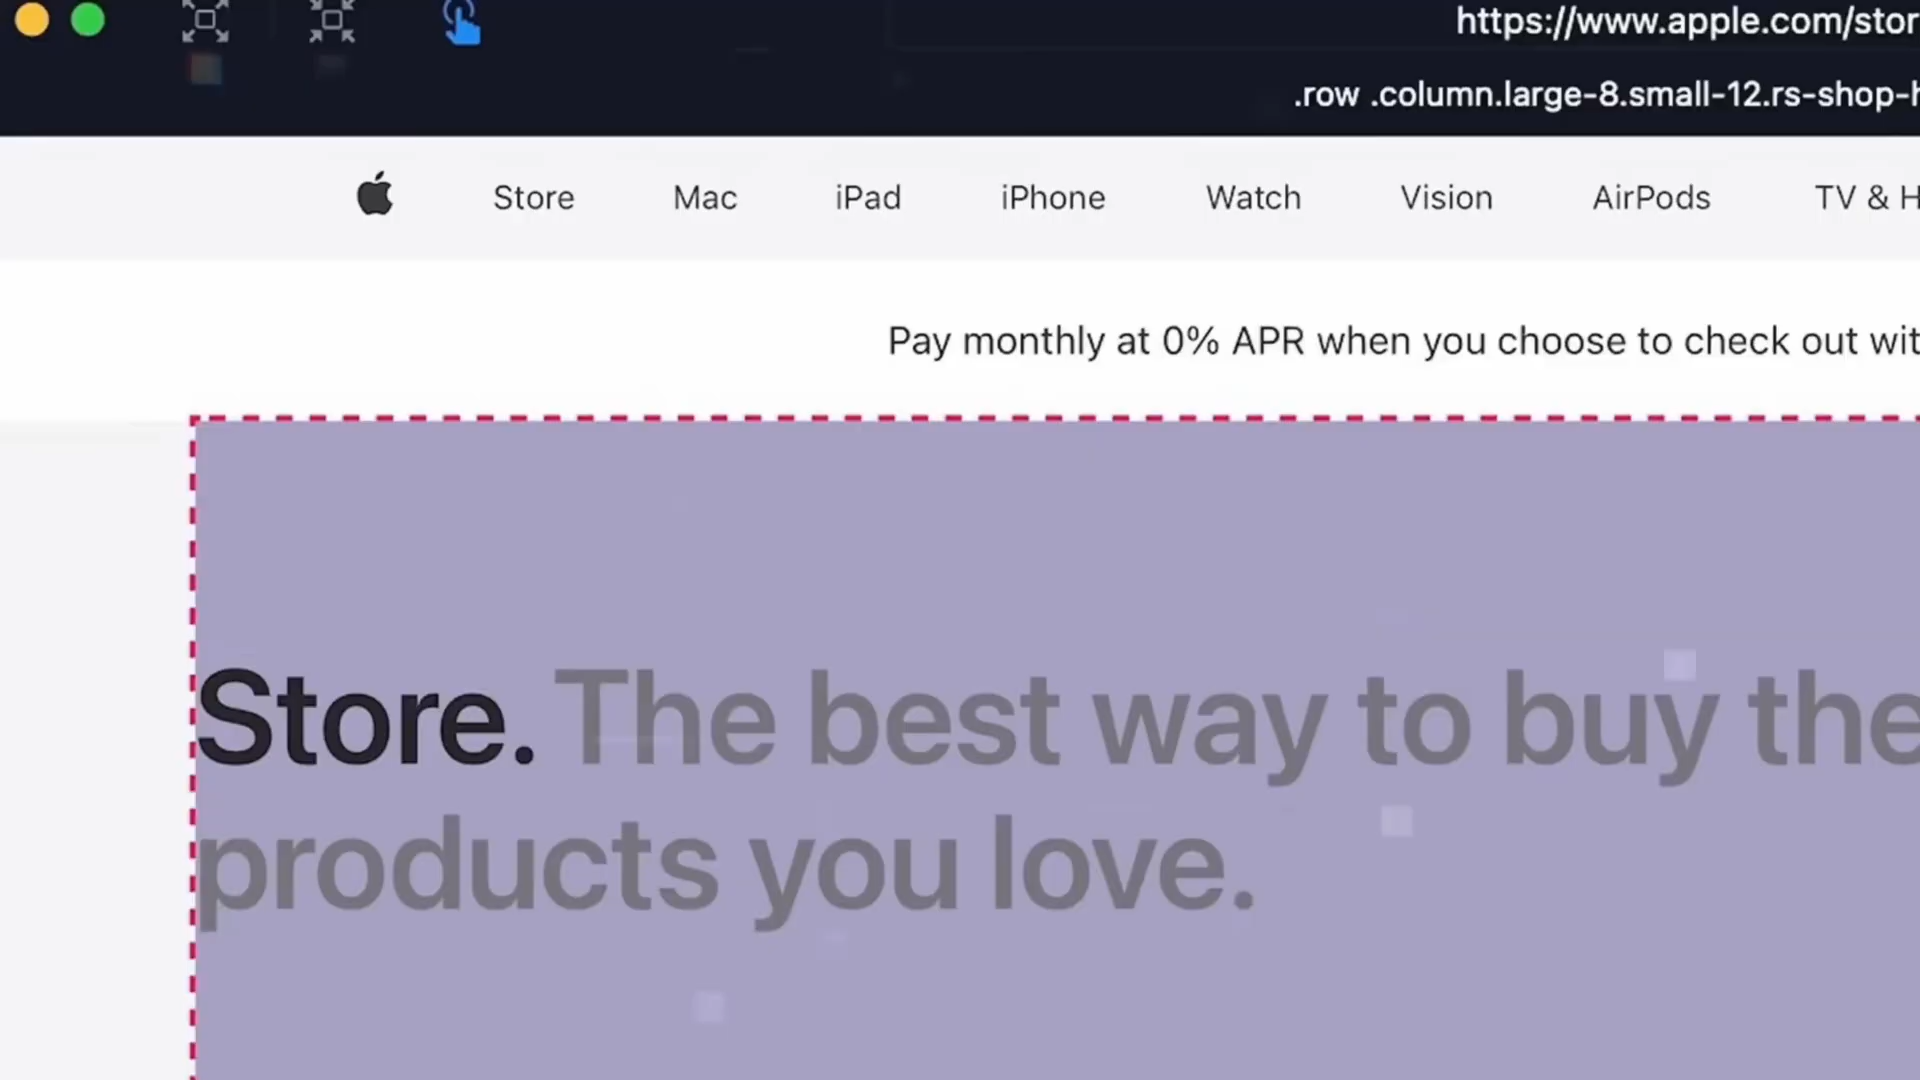 https://www.apple.com/stor
.row .column.large-8.small-12.rs-shop-h
Store Mac iPad iPhone Watch Vision AirPods TV & H
Pay monthly at 0% APR when you choose to check out wit
Store. The best way to buy the
products you love.